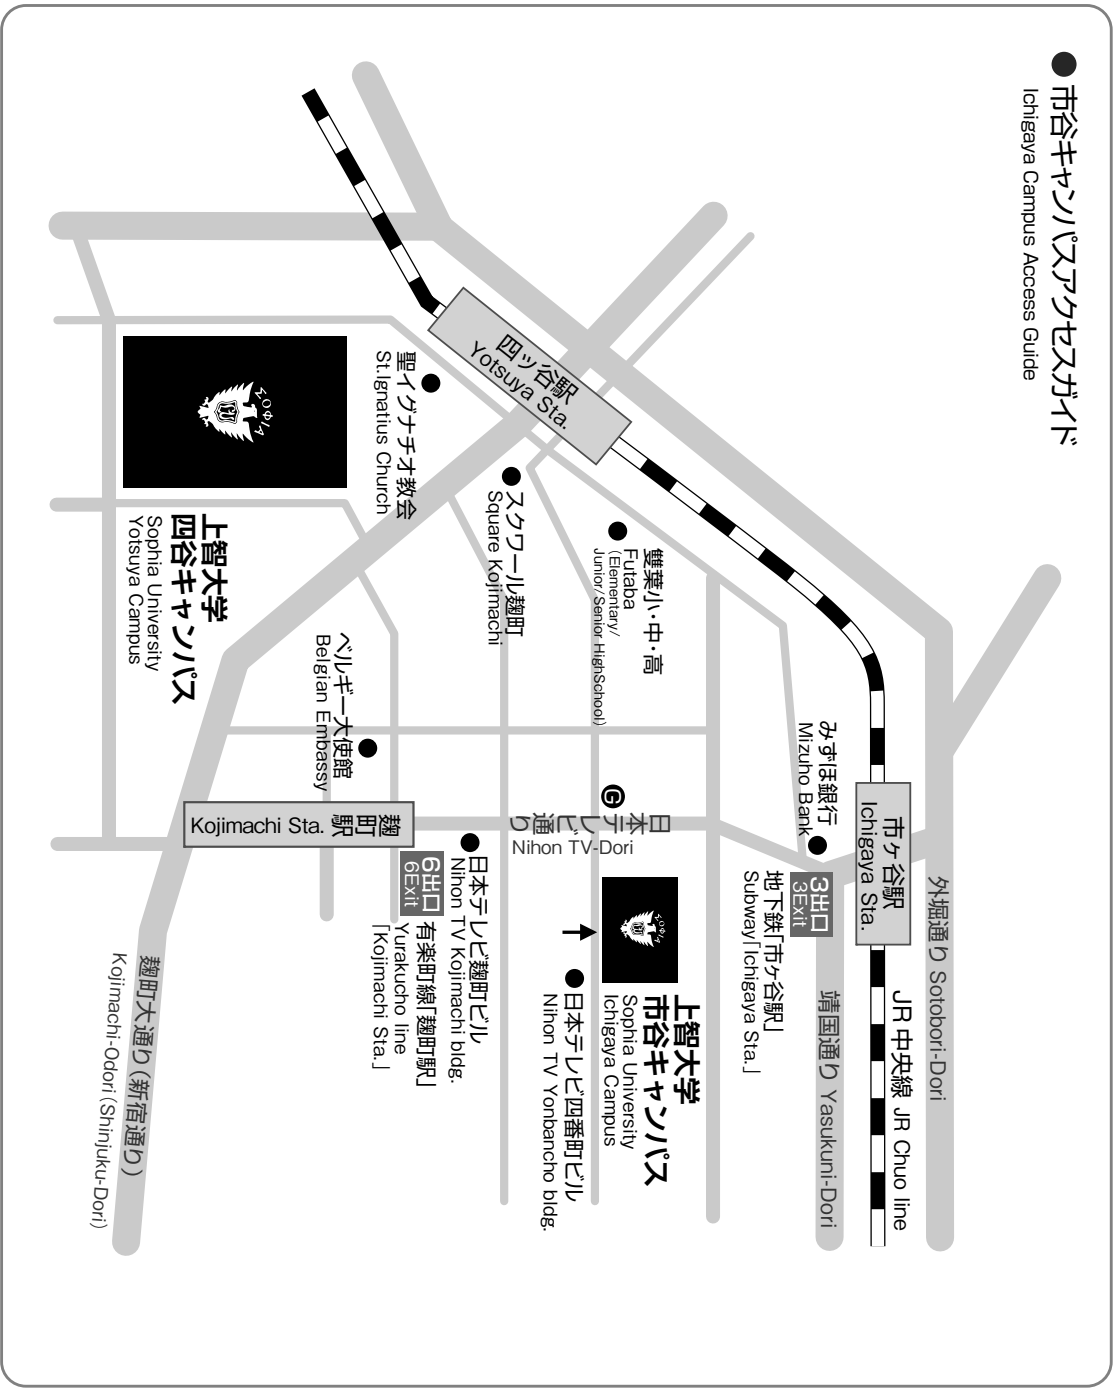 ● 市谷キャンパスアクセスガイド
Ichigaya Campus Access Guide
外堀通り Sotobori-Dori
JR 中央線 JR Chuo line
市ヶ谷駅
Ichigaya Sta.
靖国通り Yasukuni-Dori
みずほ銀行
Mizuho Bank
3出口
3Exit
地下鉄「市ヶ谷駅」
Subway「Ichigaya Sta.」
四ッ谷駅
Yotsuya Sta.
雙葉小・中・高
Futaba
(Elementary/
Junior/Senior HighSchool)
上智大学
市谷キャンパス
Sophia University
Ichigaya Campus
ΣΟΦΙΑ
G
日本テレビ通り
Nihon TV-Dori
日本テレビ四番町ビル
Nihon TV Yonbancho bldg.
スクワール麹町
Square Kojimachi
日本テレビ麹町ビル
Nihon TV Kojimachi bldg.
6出口
6Exit
有楽町線「麹町駅」
Yurakucho line
「Kojimachi Sta.」
聖イグナチオ教会
St.Ignatius Church
麹町駅
Kojimachi Sta.
ベルギー大使館
Belgian Embassy
ΣΟΦΙΑ
上智大学
四谷キャンパス
Sophia University
Yotsuya Campus
麹町大通り(新宿通り)
Kojimachi-Odori(Shinjuku-Dori)